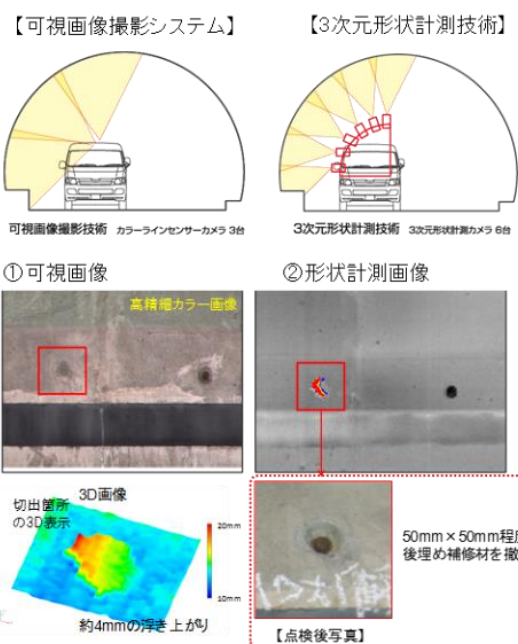 【可視画像撮影システム】
【3次元形状計測技術】
可視画像撮影技術 カラーラインセンサーカメラ 3台
3次元形状計測技術 3次元形状計測カメラ 6台
①可視画像
②形状計測画像
高精細カラー画像
3D画像
切出箇所
の3D表示
20mm
10mm
約4mmの浮き上がり
50mm×50mm程度
後埋め補修材を撤
【点検後写真】